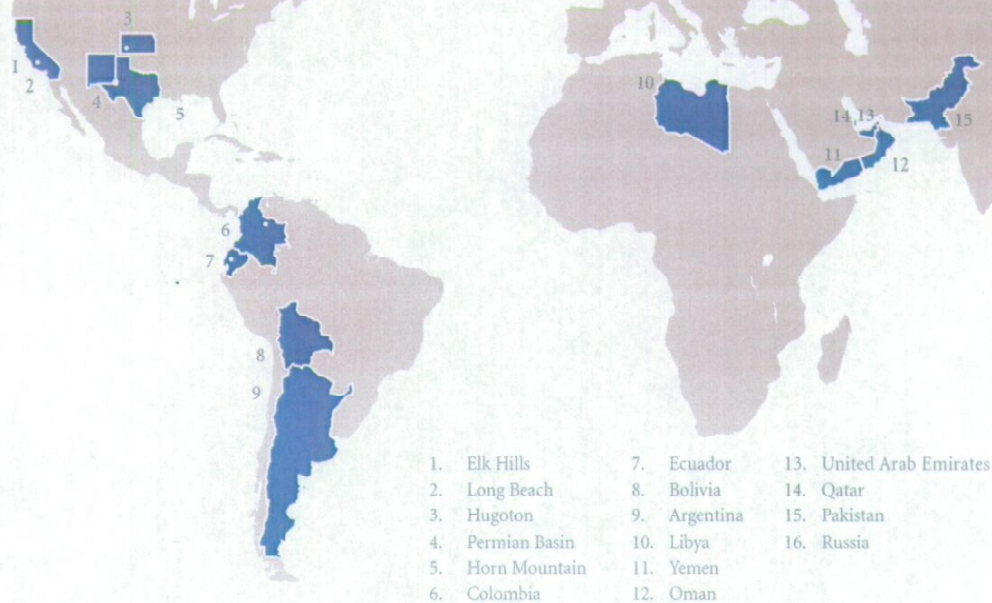 3
1
2
4
5
10
14 13
15
11
12
6
7
8
9
1. Elk Hills
2. Long Beach
3. Hugoton
4. Permian Basin
5. Horn Mountain
6. Colombia
7. Ecuador
8. Bolivia
9. Argentina
10. Libya
11. Yemen
12. Oman
13. United Arab Emirates
14. Qatar
15. Pakistan
16. Russia